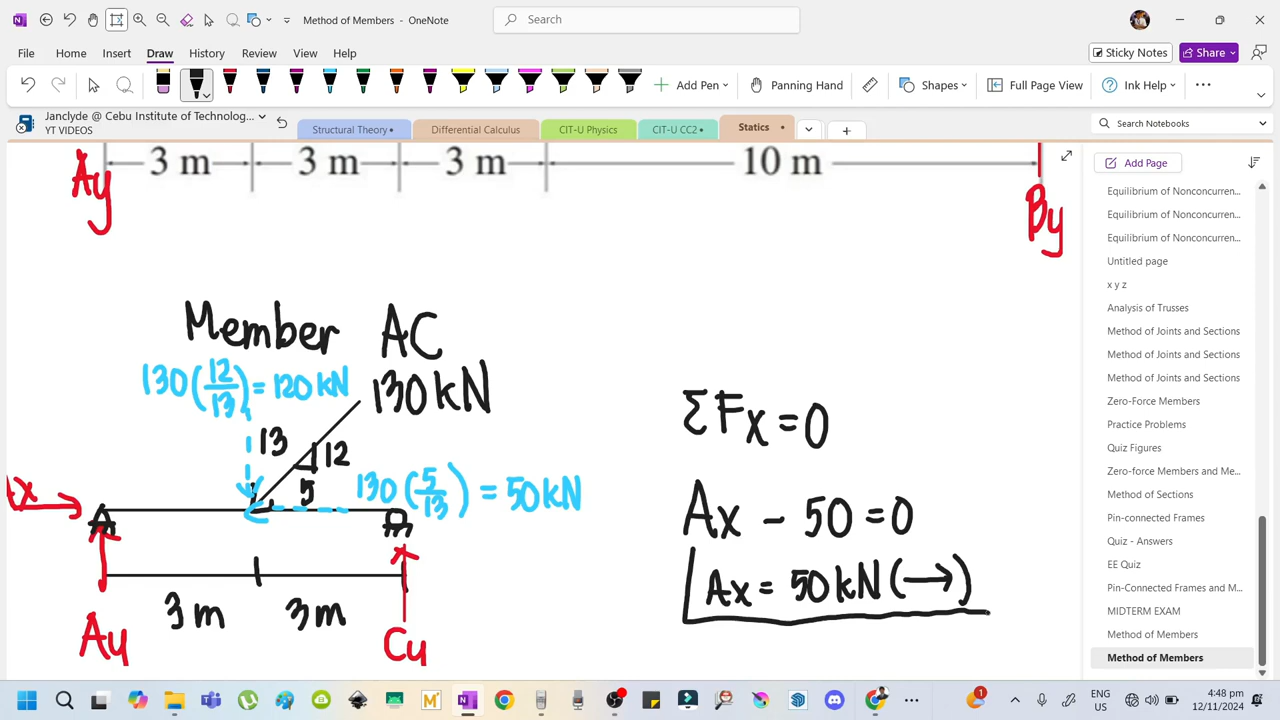 Method of Members - OneNote
Search
File Home Insert Draw History Review View Help
Sticky Notes
Share
Add Pen
Panning Hand
Shapes
Full Page View
Ink Help
Janclyde @ Cebu Institute of Technolog...
YT VIDEOS
Structural Theory
Differential Calculus
CIT-U Physics
CIT-U CC2
Statics
Search Notebooks
Add Page
Equilibrium of Nonconcurren...
Equilibrium of Nonconcurren...
Equilibrium of Nonconcurren...
Untitled page
x y z
Analysis of Trusses
Method of Joints and Sections
Method of Joints and Sections
Method of Joints and Sections
Zero-Force Members
Practice Problems
Quiz Figures
Zero-force Members and Me...
Method of Sections
Pin-connected Frames
Quiz - Answers
EE Quiz
Pin-Connected Frames and M...
MIDTERM EXAM
Method of Members
Method of Members
Ay
3 m
3 m
3 m
10 m
By
Member AC
130(12/13) = 120 kN
130 kN
13
12
5
130(5/13) = 50kN
Ax
3m
3m
Ay
Cy
ΣFx = 0
Ax - 50 = 0
Ax = 50 kN (→)
1
ENG
US
4:48 pm
12/11/2024